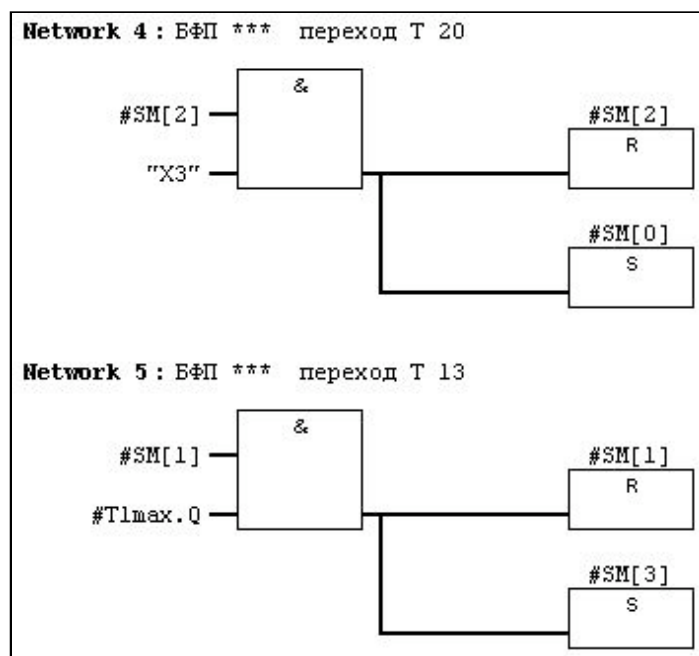 Network 4 : БФП *** переход Т 20
&
#SM[2]
#SM[2]
R
"X3"
#SM[0]
S
Network 5 : БФП *** переход Т 13
&
#SM[1]
#SM[1]
R
#T1max.Q
#SM[3]
S